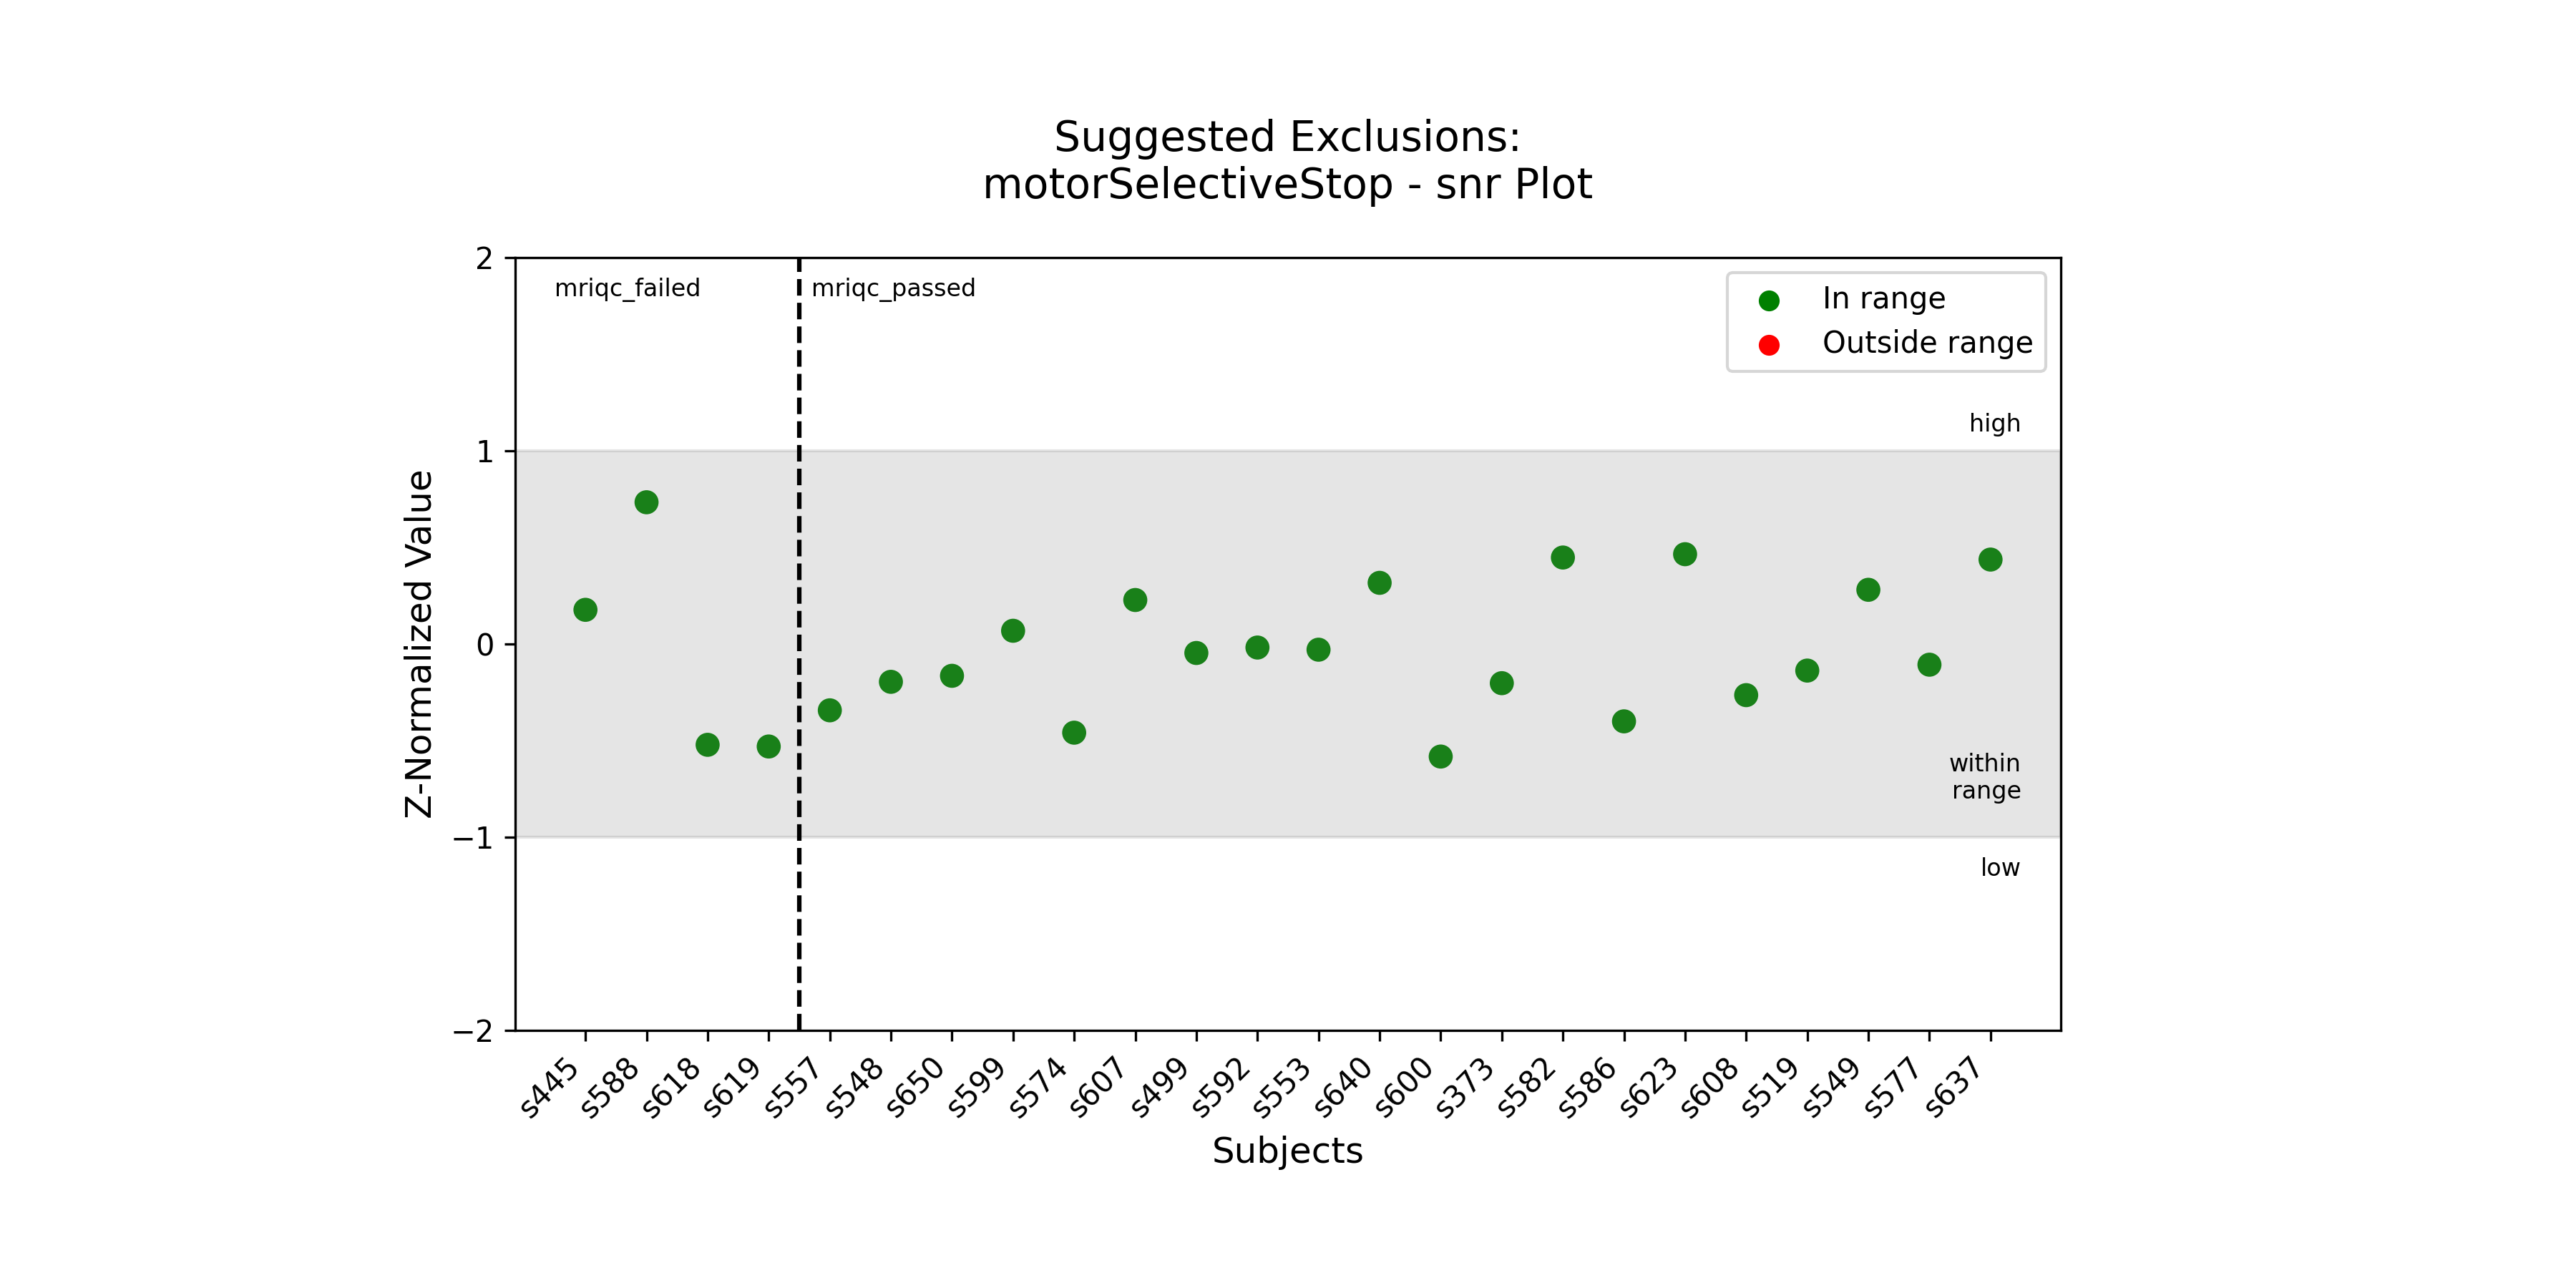 Suggested Exclusions:
motorSelectiveStop - snr Plot
2
mriqc_failed
mriqc_passed
In range
Outside range
high
1
Z-Normalized Value
0
within
range
−1
low
−2
s445
s588
s618
s619
s557
s548
s650
s599
s574
s607
s499
s592
s553
s640
s600
s373
s582
s586
s623
s608
s519
s549
s577
s637
Subjects